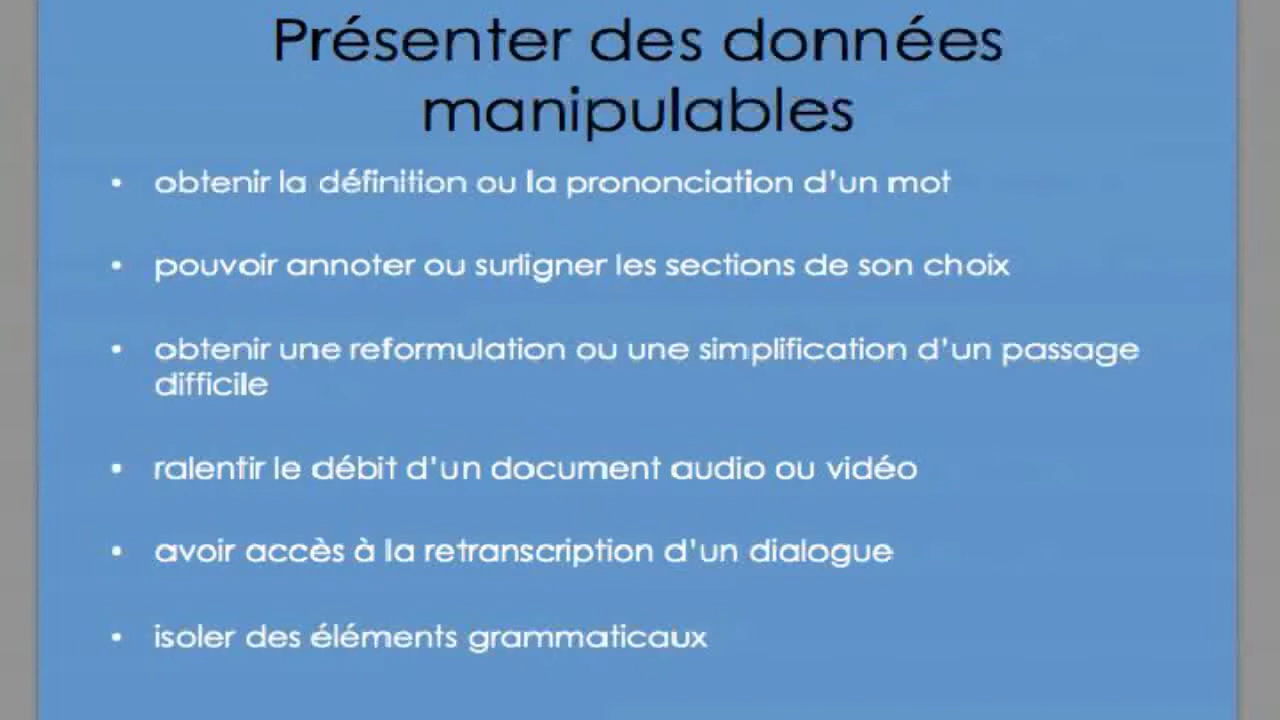 Présenter des données
manipulables
• obtenir la définition ou la prononciation d'un mot
• pouvoir annoter ou surligner les sections de son choix
• obtenir une reformulation ou une simplification d'un passage
difficile
• ralentir le débit d'un document audio ou vidéo
• avoir accès à la retranscription d'un dialogue
• isoler des éléments grammaticaux